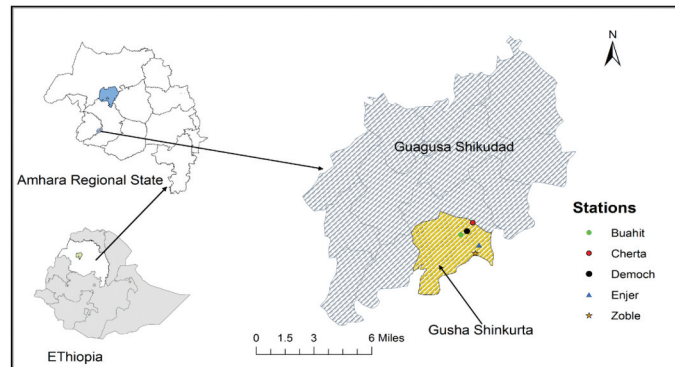 N
Guagusa Shikudad
Amhara Regional State
Stations
Buahit
Cherta
Democh
Enjer
Zoble
Gusha Shinkurta
0 1.5 3 6 Miles
EThiopia